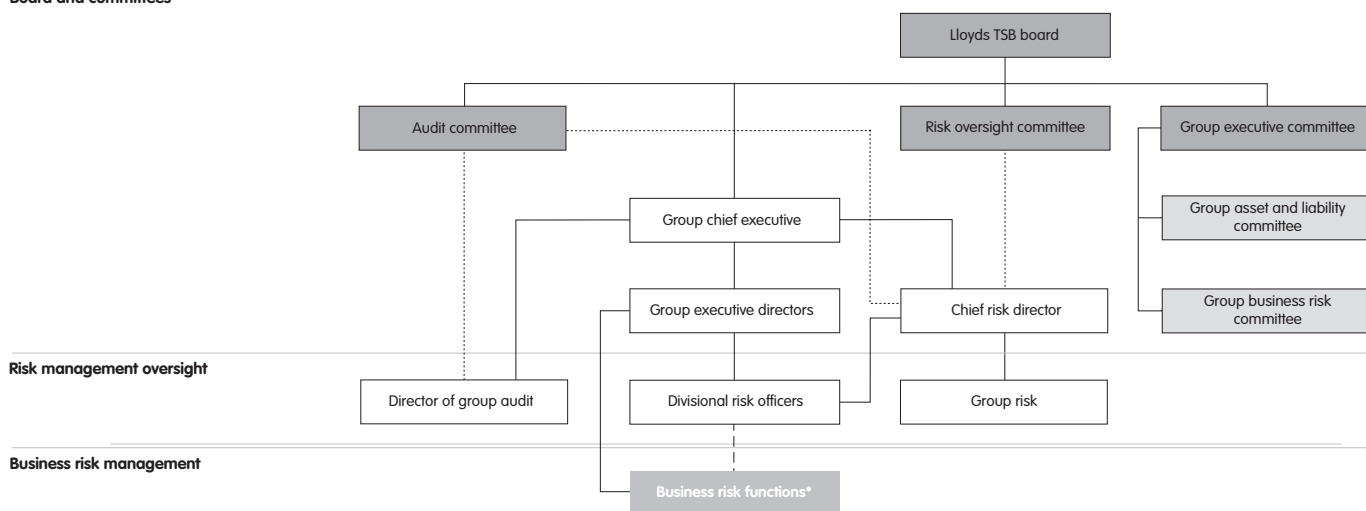 Board and committees
Lloyds TSB board
Audit committee
Risk oversight committee
Group executive committee
Group chief executive
Group asset and liability
committee
Group executive directors
Chief risk director
Group business risk
committee
Risk management oversight
Director of group audit
Divisional risk officers
Group risk
Business risk management
Business risk functions*